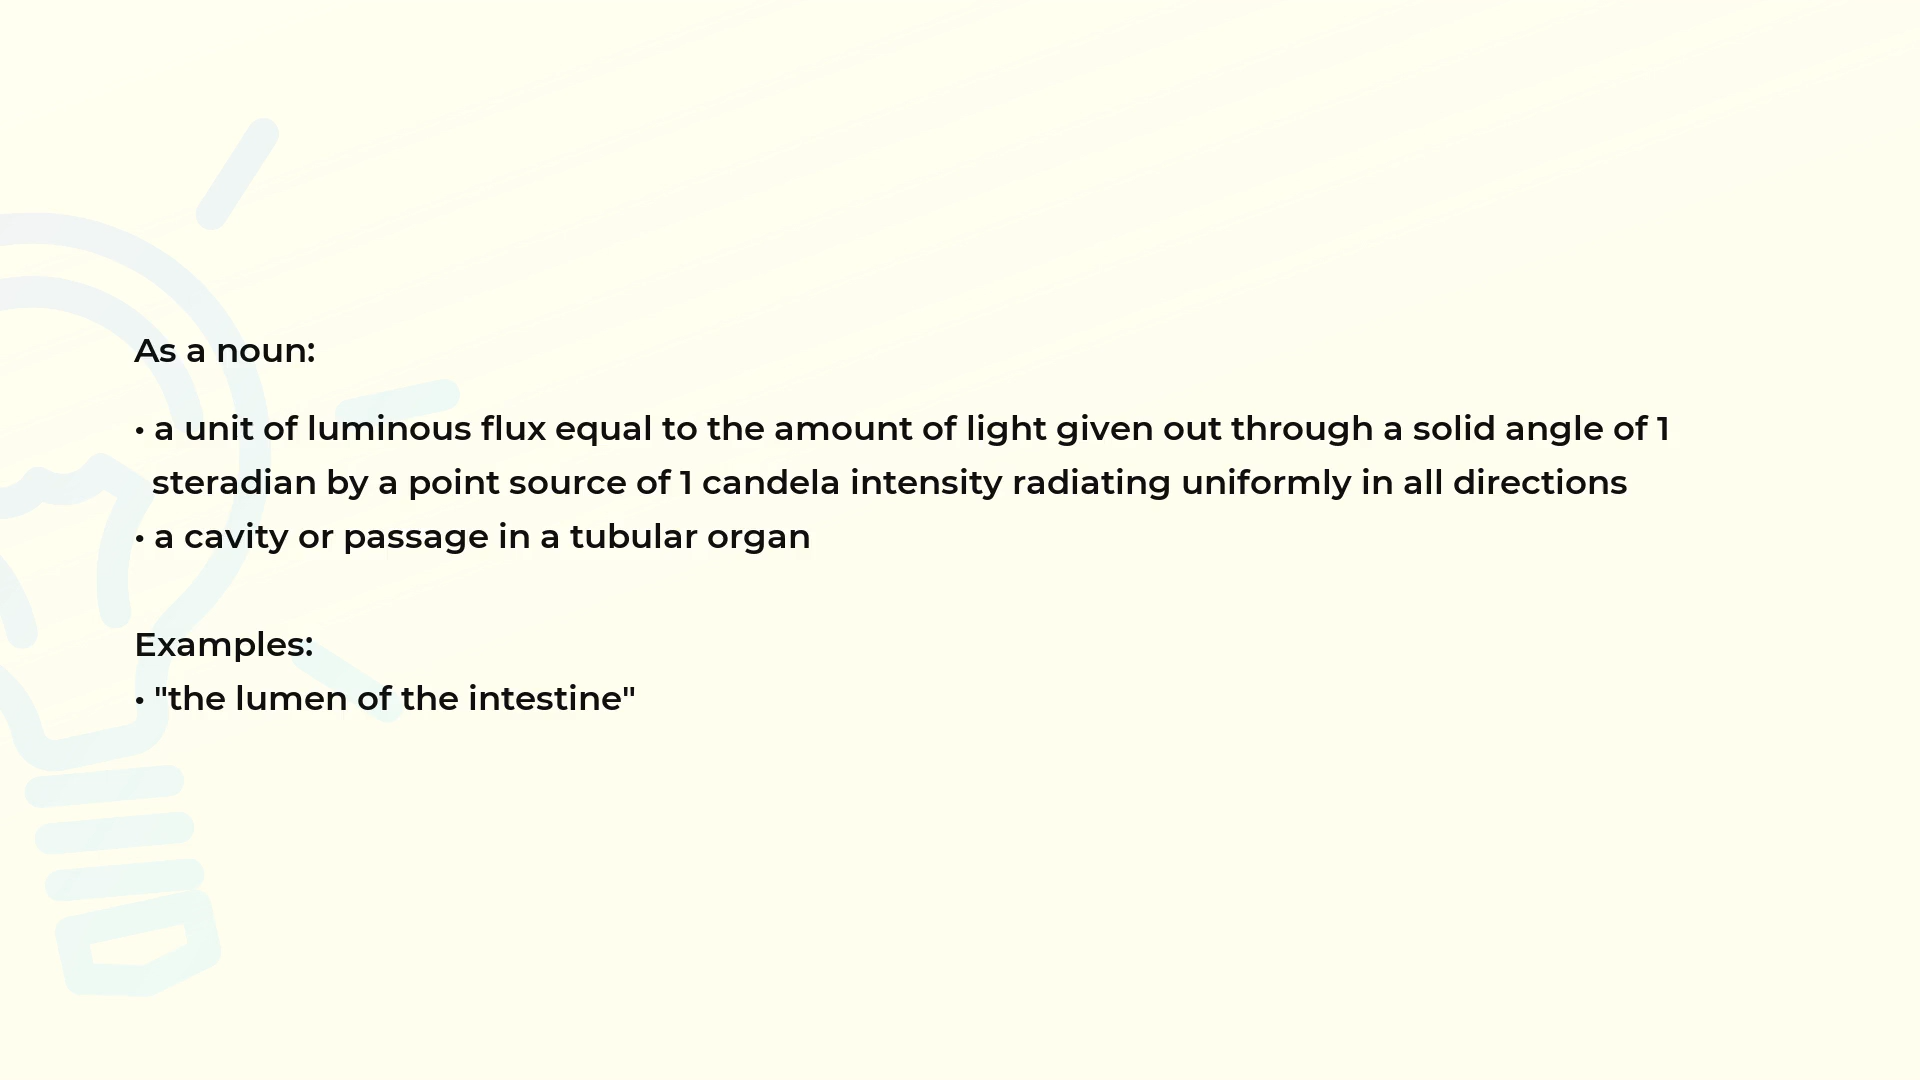 As a noun:
• a unit of luminous flux equal to the amount of light given out through a solid angle of 1
steradian by a point source of 1 candela intensity radiating uniformly in all directions
• a cavity or passage in a tubular organ
Examples:
• "the lumen of the intestine"